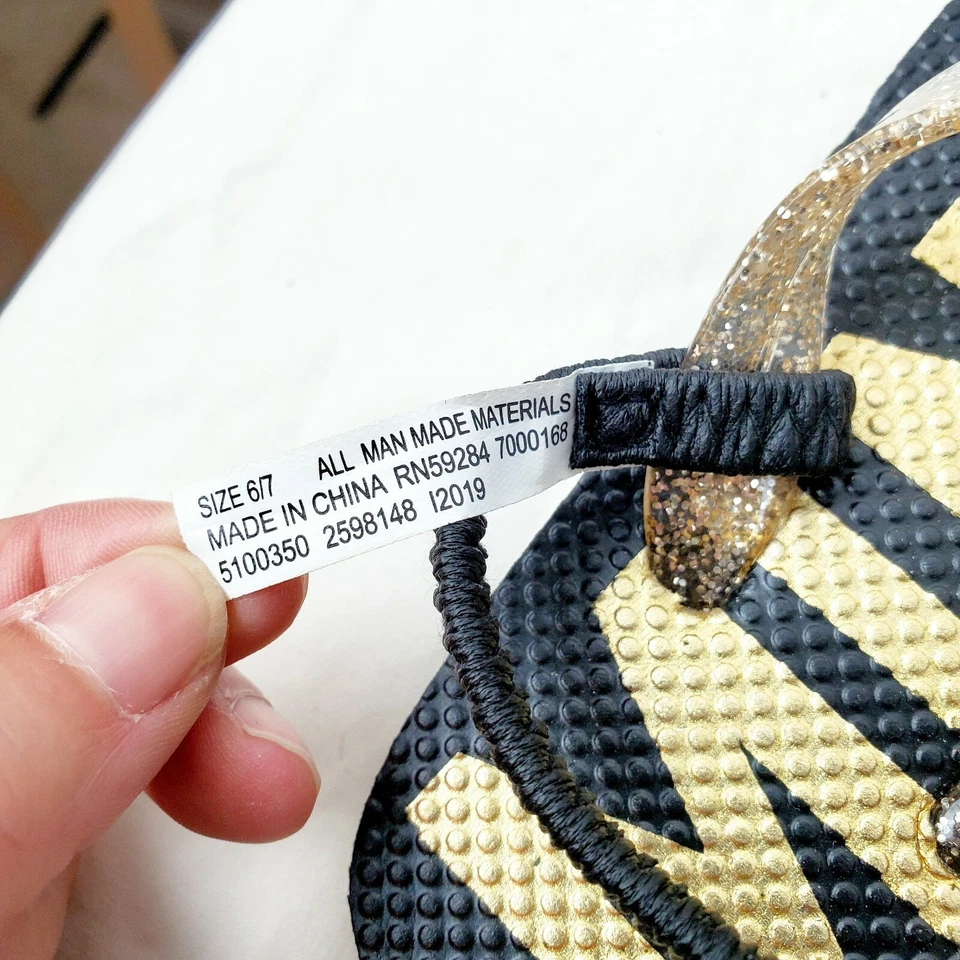 SIZE 6/7 ALL MAN MADE MATERIALS
MADE IN CHINA RN59284 7000168
5100350 2598148 I2019